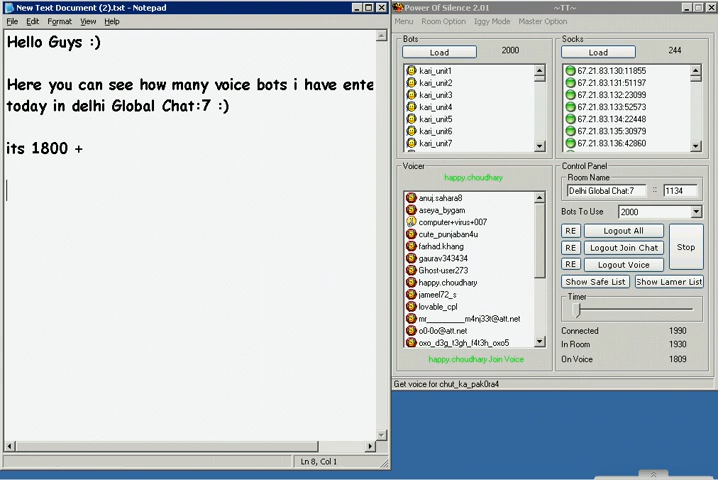 New Text Document (2).txt - Notepad
File Edit Format View Help
Hello Guys :)
Here you can see how many voice bots i have ente
today in delhi Global Chat:7 :)
its 1800 +
Ln 8, Col 1
Power Of Silence 2.01 ~TT~
Menu Room Option Iggy Mode Master Option
Bots
Load 2000
kari_unit1
kari_unit2
kari_unit3
kari_unit4
kari_unit5
kari_unit6
kari_unit7
Socks
Load 244
67.21.83.130:11855
67.21.83.131:51197
67.21.83.132:23099
67.21.83.133:52573
67.21.83.134:22448
67.21.83.135:30979
67.21.83.136:42860
Voicer
happy.choudhary
anuj.sahara8
aseya_bygam
computer+virus+007
cute_punjaban4u
farhad.khang
gaurav343434
Ghost-user273
happy.choudhary
jameel72_s
lovable_cpl
mr_________m4nj33t@att.net
o0-0o@att.net
oxo_d3g_t3gh_f4t3h_oxo5
happy.choudhary Join Voice
Control Panel
Room Name
Delhi Global Chat:7 :: 1134
Bots To Use 2000
RE Logout All
RE Logout Join Chat
RE Logout Voice
Stop
Show Safe List Show Lamer List
Timer
Connected 1990
In Room 1930
On Voice 1809
Get voice for chut_ka_pak0ra4